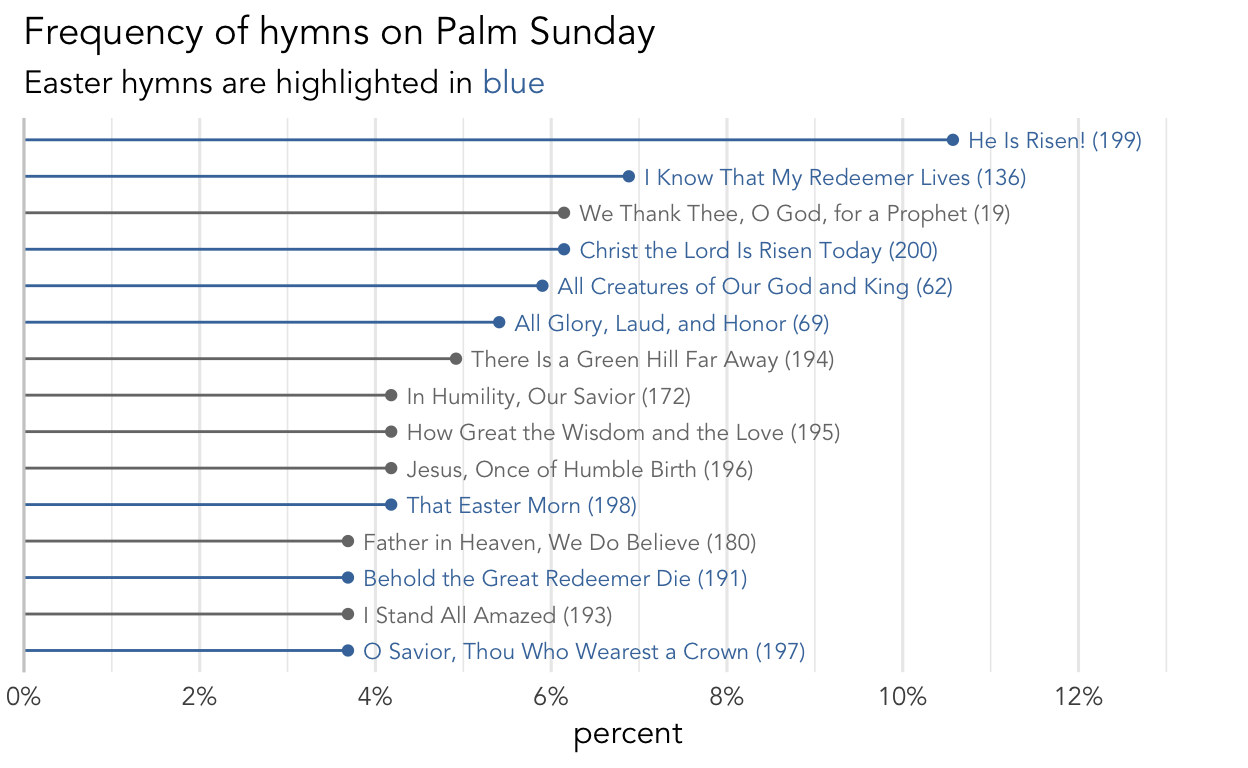 Frequency of hymns on Palm Sunday
Easter hymns are highlighted in blue
He Is Risen! (199)
I Know That My Redeemer Lives (136)
We Thank Thee, O God, for a Prophet (19)
Christ the Lord Is Risen Today (200)
All Creatures of Our God and King (62)
All Glory, Laud, and Honor (69)
There Is a Green Hill Far Away (194)
In Humility, Our Savior (172)
How Great the Wisdom and the Love (195)
Jesus, Once of Humble Birth (196)
That Easter Morn (198)
Father in Heaven, We Do Believe (180)
Behold the Great Redeemer Die (191)
I Stand All Amazed (193)
O Savior, Thou Who Wearest a Crown (197)
0% 2% 4% 6% 8% 10% 12%
percent